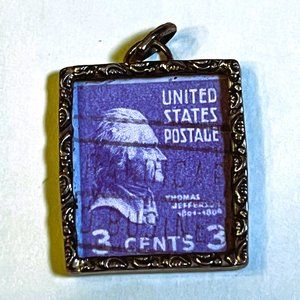 UNITED
STATES
POSTAGE
THOMAS
JEFFERSON
1801-1809
3 CENTS 3